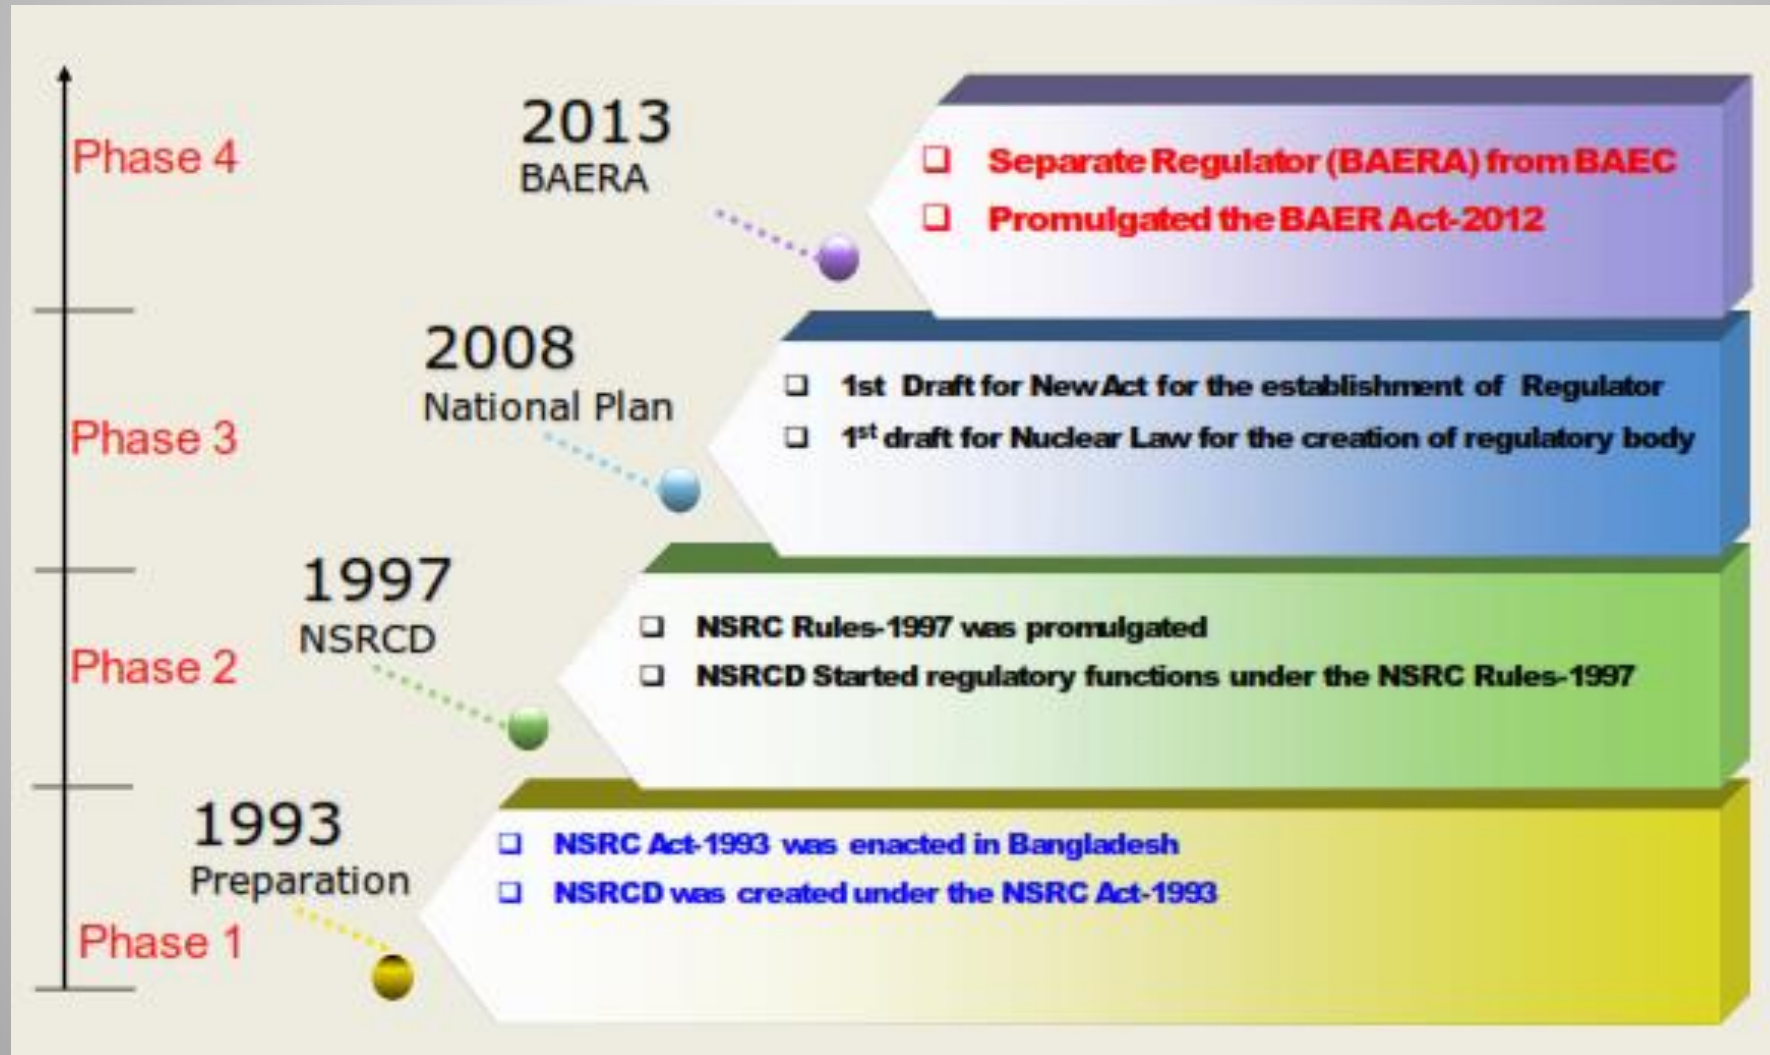 Phase 4
2013
BAERA
❑ Separate Regulator (BAERA) from BAEC
❑ Promulgated the BAER Act-2012
Phase 3
2008
National Plan
❑ 1st Draft for New Act for the establishment of Regulator
❑ 1st draft for Nuclear Law for the creation of regulatory body
Phase 2
1997
NSRCD
❑ NSRC Rules-1997 was promulgated
❑ NSRCD Started regulatory functions under the NSRC Rules-1997
Phase 1
1993
Preparation
❑ NSRC Act-1993 was enacted in Bangladesh
❑ NSRCD was created under the NSRC Act-1993